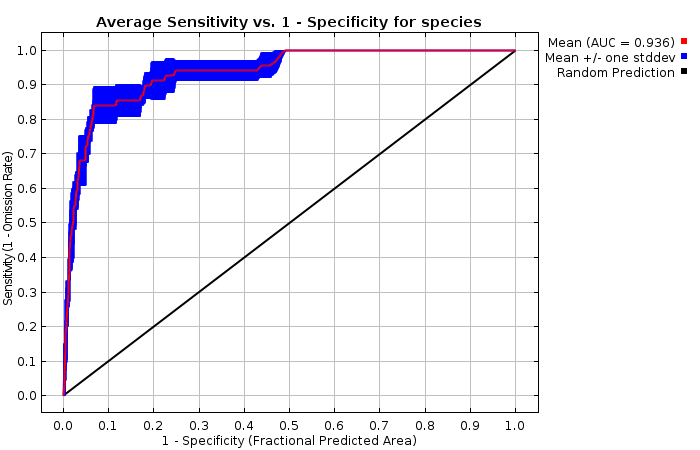 Average Sensitivity vs. 1 - Specificity for species
Mean (AUC = 0.936)
Mean +/- one stddev
Random Prediction
Sensitivity (1 - Omission Rate)
1.0
0.9
0.8
0.7
0.6
0.5
0.4
0.3
0.2
0.1
0.0
0.0 0.1 0.2 0.3 0.4 0.5 0.6 0.7 0.8 0.9 1.0
1 - Specificity (Fractional Predicted Area)